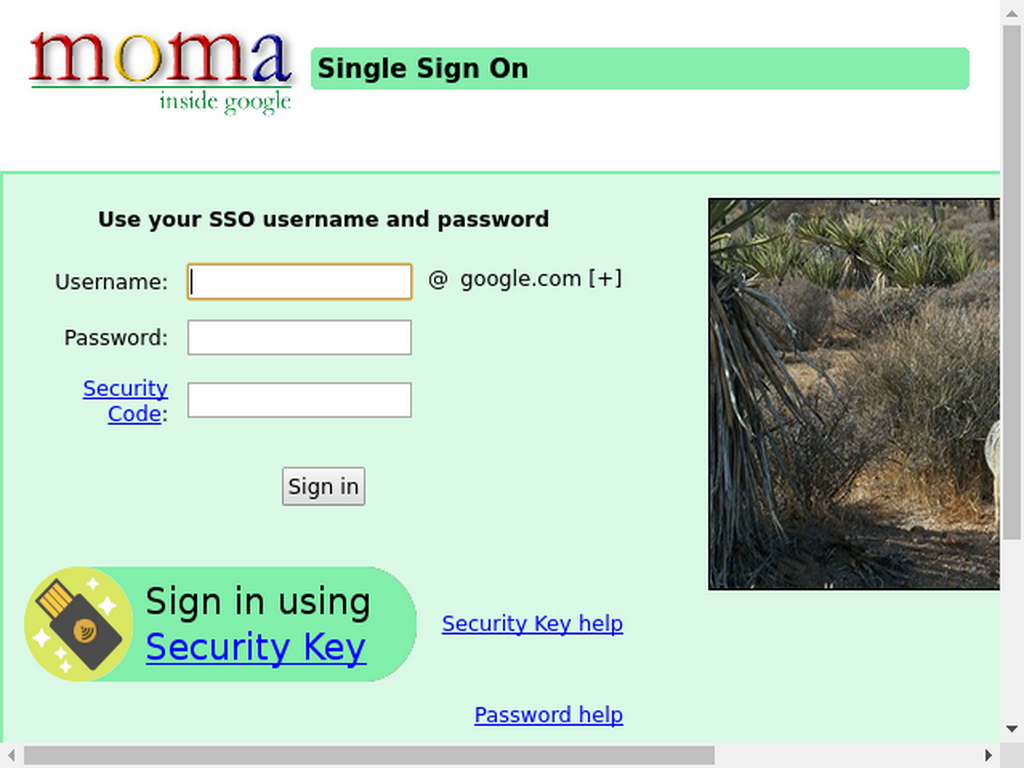 moma
inside google
Single Sign On
Use your SSO username and password
Username:
@ google.com [+]
Password:
Security
Code:
Sign in
Sign in using
Security Key
Security Key help
Password help